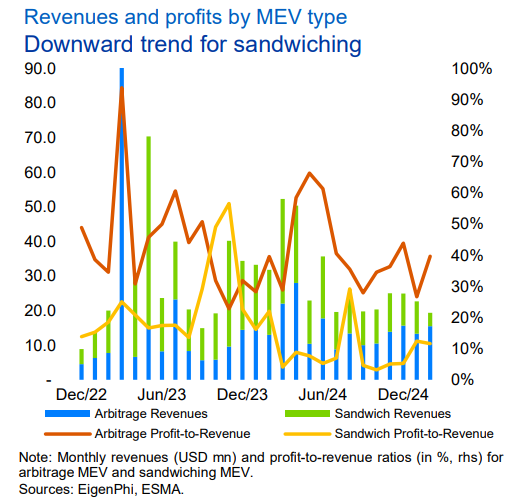 Revenues and profits by MEV type
Downward trend for sandwiching
90.0 100%
80.0 90%
70.0 80%
60.0 70%
50.0 60%
40.0 50%
30.0 40%
20.0 30%
10.0 20%
- 10%
0%
Dec/22 Jun/23 Dec/23 Jun/24 Dec/24
Arbitrage Revenues Sandwich Revenues
Arbitrage Profit-to-Revenue Sandwich Profit-to-Revenue
Note: Monthly revenues (USD mn) and profit-to-revenue ratios (in %, rhs) for
arbitrage MEV and sandwiching MEV.
Sources: EigenPhi, ESMA.